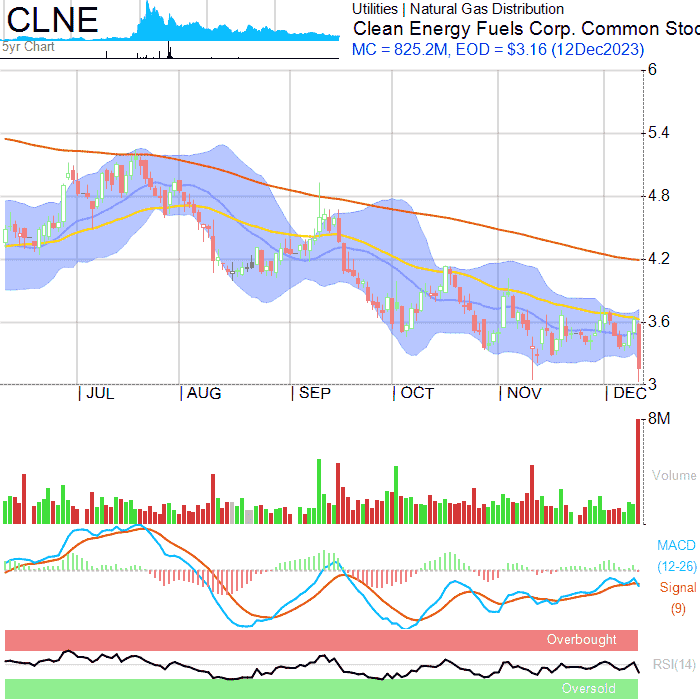 CLNE
5yr Chart
Utilities | Natural Gas Distribution
Clean Energy Fuels Corp. Common Stoc
MC = 825.2M, EOD = $3.16 (12Dec2023)
6
5.4
4.8
4.2
3.6
3
| JUL | AUG | SEP | OCT | NOV | DEC
8M
Volume
MACD
(12-26)
Signal
(9)
Overbought
RSI(14)
Oversold